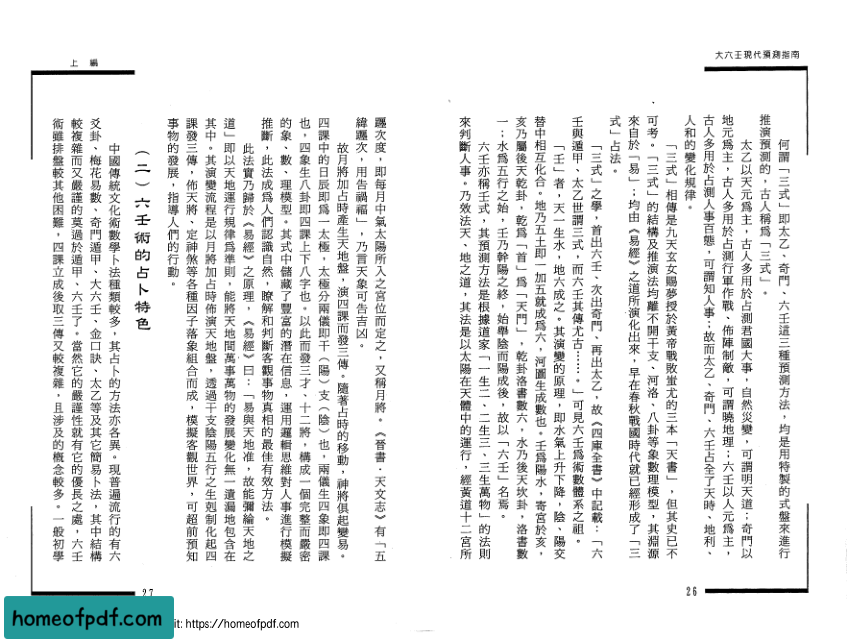 大六壬現代預測指南
何謂「三式」即太乙、奇門、六壬這三種預測方法，均是用特製的式盤來進行
推演預測的，古人稱爲「三式」。
太乙以天元爲主，古人多用於占測君國大事，自然災變，可謂明天道；奇門以
地元爲主，古人多用於占測行軍作戰、佈陣制敵，可謂曉地理；六壬以人元爲主，
古人多用於占測人事百態，可謂知人事；故而太乙、奇門、六壬占全了天時、地利、
人和的變化規律。
「三式」相傳是九天玄女賜夢授於黃帝戰敗蚩尤的三本「天書」，但其史已不
可考。「三式」的結構及推演法均離不開干支、河洛、八卦等象數理模型，其淵源
來自於「易」；均由《易經》之道所演化出來，早在春秋戰國時代就已經形成了「三
式」占法。
「三式」之學，首出六壬、次出奇門、再出太乙，故《四庫全書》中記載：「六
壬與遁甲、太乙世謂三式，而六壬其傳尤古……。」可見六壬爲術數體系之祖。
「壬」者，天一生水，地六成之。其演變的原理，即水氣上升下降，陰、陽交
替中相互化合。地乃五土即一加五就成爲六，河圖生成數也。壬爲陽水，寄宮於亥，
亥乃屬後天乾卦，乾爲「首」、爲「天門」，乾卦洛書數六，水乃後天坎卦，洛書數
一；水爲五行之始，壬乃幹陽之終，始舉陰而陽成後，故以「六壬」名焉。
六壬亦稱壬式，其預測方法是根據道家「一生二、二生三、三生萬物」的法則
來判斷人事。乃效法天、地之道，其法是以太陽在天體中的運行，經黃道十二宮所
26
上編
躔次度，即每月中氣太陽所入之宮位而定之，又稱月將。《晉書．天文志》有「五
緯躔次，用告禍福」，乃言天象可告吉凶。
故月將加占時產生天地盤，演四課而發三傳。隨著占時的移動，神將俱起變易。
四課中的日辰即爲一太極，太極分兩儀即干（陽）支（陰）也，兩儀生四象即四課
也，四象生八卦即四課上下八字也。以此而發三才、十二將，構成一個完整而嚴密
的象、數、理模型。其式中儲藏了豐富的潛在信息，運用邏輯思維對人事進行模擬
推斷，此法成爲人們認識自然，瞭解和判斷客觀事物真相的最佳有效方法。
此法實乃歸於《易經》之原理，《易經》曰：「易與天地准，故能彌綸天地之
道」即以天地運行規律爲準則，能將天地間萬事萬物的發展變化無一遺漏地包含在
其中。其演變流程是以月將加占時佈演天地盤，透過干支陰陽五行之生剋制化起四
課發三傳，佈天將、定神煞等各種因子落象組合而成，模擬客觀世界，可超前預知
事物的發展，指導人們的行動。
（二）六壬術的占卜特色
中國傳統文化術數學卜法種類較多，其占卜的方法亦各異。現普遍流行的有六
爻卦、梅花易數、奇門遁甲、大六壬、金口訣、太乙等及其它簡易卜法，其中結構
較複雜而又嚴謹的莫過於遁甲、六壬了。當然它的嚴謹性就有它的優長之處，六壬
術雖排盤較其他困難，四課立成後取三傳又較複雜，且涉及的概念較多。一般初學
27
homeofpdf.com
it: https://homeofpdf.com